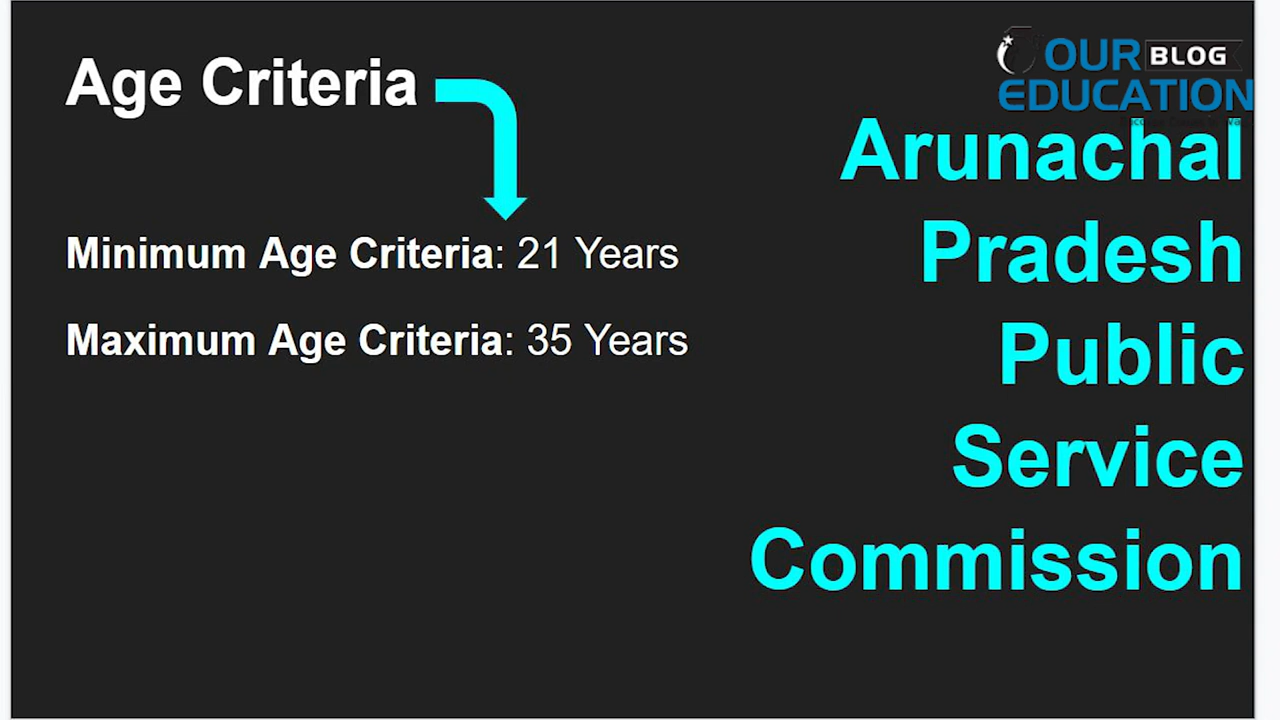 Age Criteria
Minimum Age Criteria: 21 Years
Maximum Age Criteria: 35 Years
OUR BLOG
EDUCATION
Arunachal
Pradesh
Public
Service
Commission